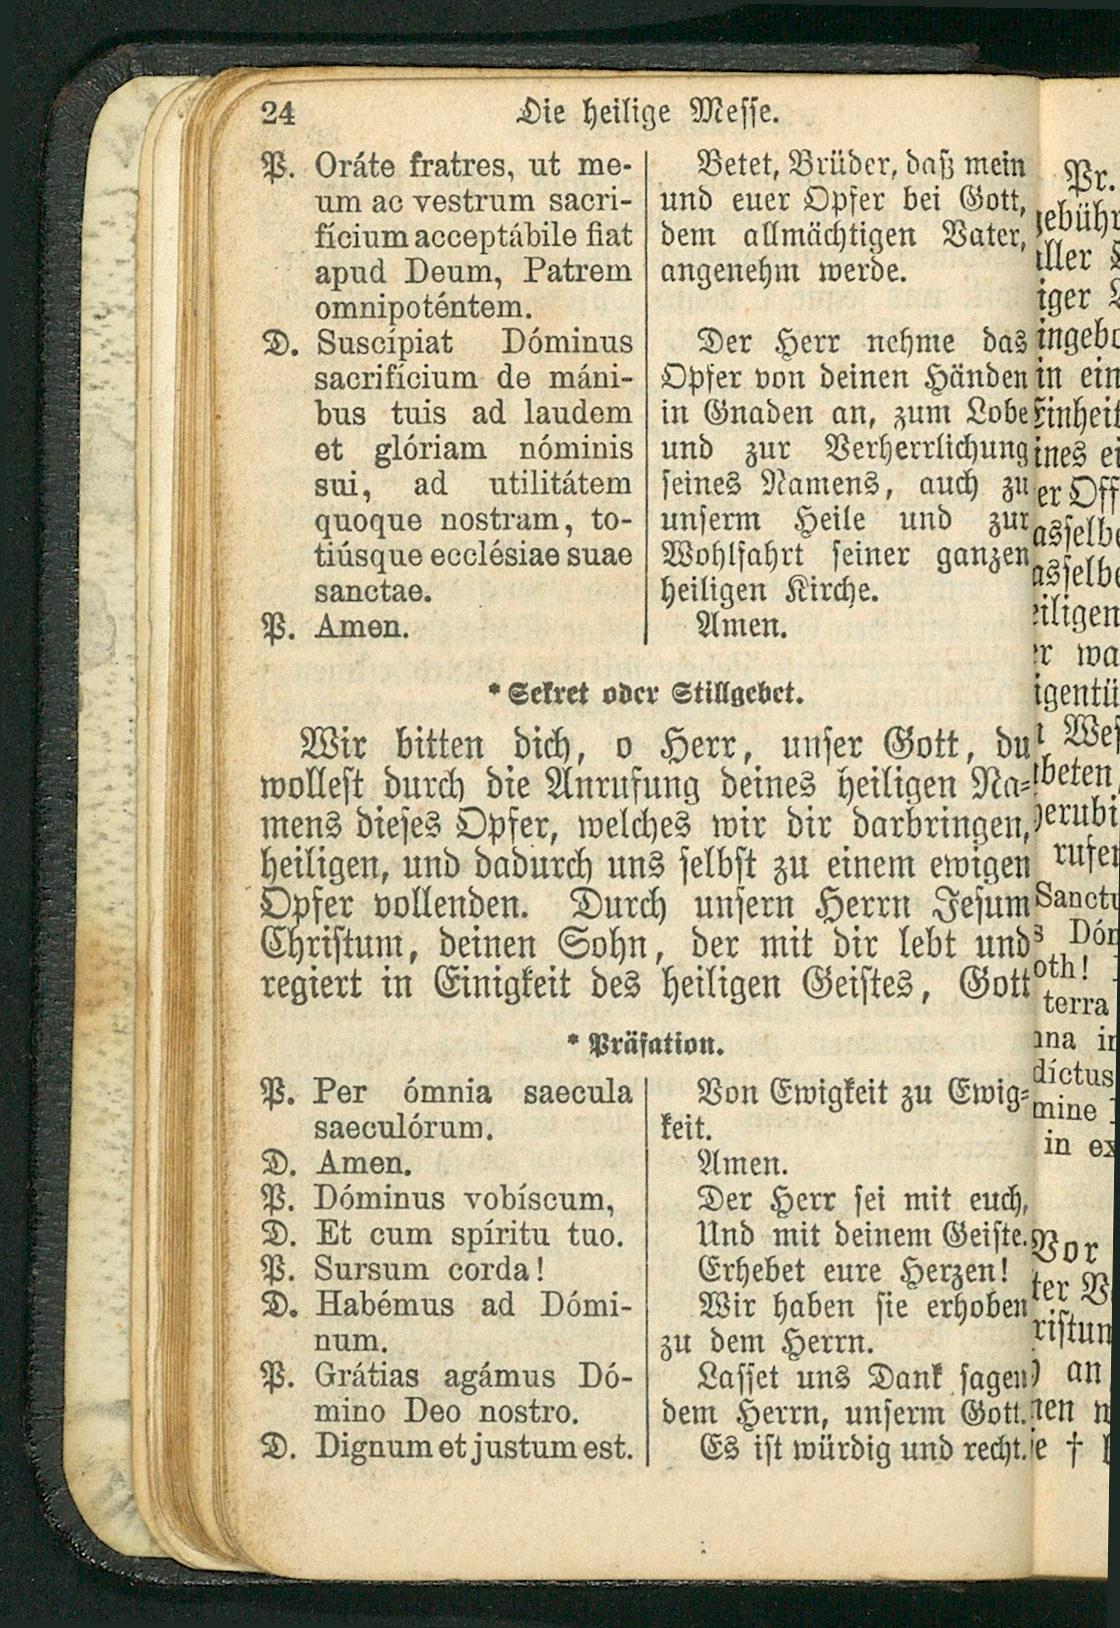 24
Die heilige Messe.
P. Oráte fratres, ut me-
um ac vestrum sacri-
fícium acceptábile fiat
apud Deum, Patrem
omnipoténtem.
D. Suscípiat Dóminus
sacrifícium de máni-
bus tuis ad laudem
et glóriam nóminis
sui, ad utilitátem
quoque nostram, to-
tiúsque ecclésiae suae
sanctae.
P. Amen.
Betet, Brüder, daß mein
und euer Opfer bei Gott,
dem allmächtigen Vater,
angenehm werde.
Der Herr nehme das
Opfer von deinen Händen
in Gnaden an, zum Lobe
und zur Verherrlichung
seines Namens, auch zu
unserm Heile und zur
Wohlfahrt seiner ganzen
heiligen Kirche.
Amen.
* Sekret oder Stillgebet.
Wir bitten dich, o Herr, unser Gott, du
wollest durch die Anrufung deines heiligen Na-
mens dieses Opfer, welches wir dir darbringen,
heiligen, und dadurch uns selbst zu einem ewigen
Opfer vollenden. Durch unsern Herrn Jesum
Christum, deinen Sohn, der mit dir lebt und
regiert in Einigkeit des heiligen Geistes, Gott
* Präfation.
P. Per ómnia saecula
saeculórum.
D. Amen.
P. Dóminus vobíscum,
D. Et cum spíritu tuo.
P. Sursum corda!
D. Habémus ad Dómi-
num.
P. Grátias agámus Dó-
mino Deo nostro.
D. Dignum et justum est.
Von Ewigkeit zu Ewig-
keit.
Amen.
Der Herr sei mit euch,
Und mit deinem Geiste.
Erhebet eure Herzen!
Wir haben sie erhoben
zu dem Herrn.
Lasset uns Dank sagen
dem Herrn, unserm Gott.
Es ist würdig und recht.
Pr.